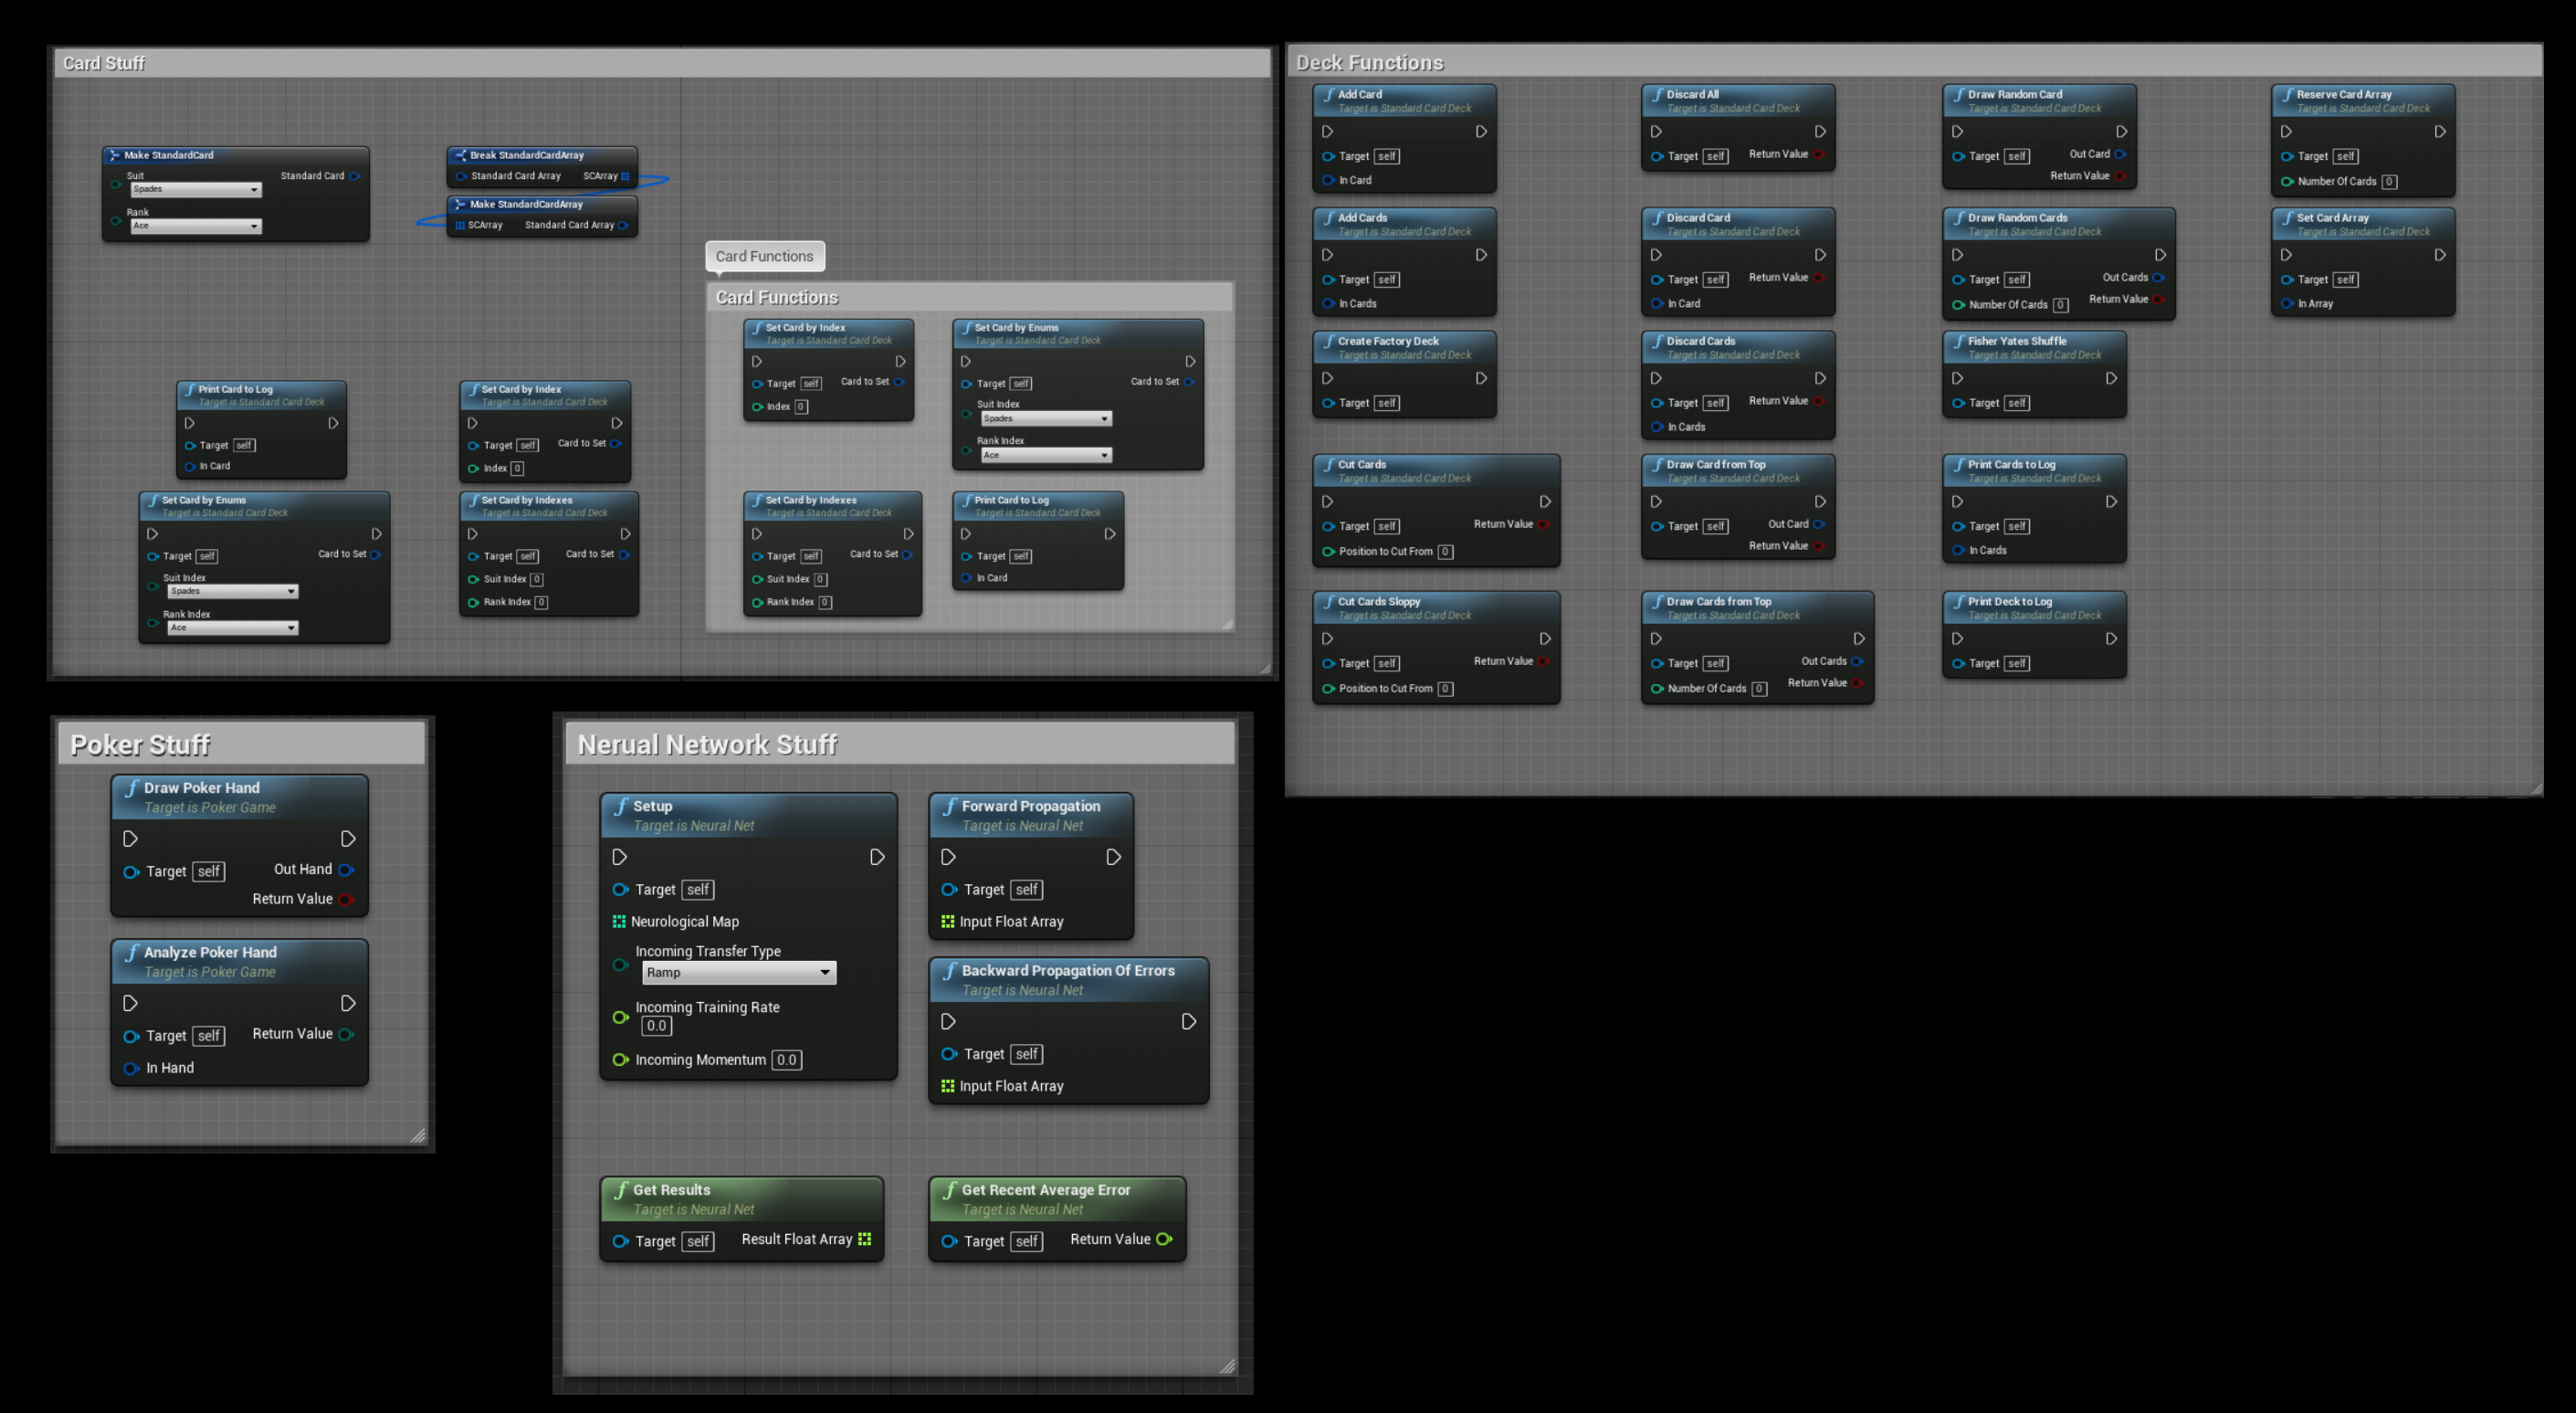 Card Stuff
Make StandardCard
Suit
Standard Card
Spades
Rank
Ace
Break StandardCardArray
Standard Card Array SCArray
Make StandardCardArray
SCArray Standard Card Array
Card Functions
Card Functions
Set Card by Index
Target is Standard Card Deck
Target self Card to Set
Index 0
Set Card by Enums
Target is Standard Card Deck
Target self Card to Set
Suit Index
Spades
Rank Index
Ace
Set Card by Indexes
Target is Standard Card Deck
Target self Card to Set
Suit Index 0
Rank Index 0
Print Card to Log
Target is Standard Card Deck
Target self
In Card
Print Card to Log
Target is Standard Card Deck
Target self
In Card
Set Card by Index
Target is Standard Card Deck
Target self Card to Set
Index 0
Set Card by Enums
Target is Standard Card Deck
Target self Card to Set
Suit Index
Spades
Rank Index
Ace
Set Card by Indexes
Target is Standard Card Deck
Target self Card to Set
Suit Index 0
Rank Index 0
Deck Functions
Add Card
Target is Standard Card Deck
Target self
In Card
Discard All
Target is Standard Card Deck
Target self Return Value
Draw Random Card
Target is Standard Card Deck
Target self Out Card
Return Value
Reserve Card Array
Target is Standard Card Deck
Target self
Number Of Cards 0
Add Cards
Target is Standard Card Deck
Target self
In Cards
Discard Card
Target is Standard Card Deck
Target self Return Value
In Card
Draw Random Cards
Target is Standard Card Deck
Target self Out Cards
Number Of Cards 0 Return Value
Set Card Array
Target is Standard Card Deck
Target self
In Array
Create Factory Deck
Target is Standard Card Deck
Target self
Discard Cards
Target is Standard Card Deck
Target self Return Value
In Cards
Fisher Yates Shuffle
Target is Standard Card Deck
Target self
Cut Cards
Target is Standard Card Deck
Target self Return Value
Position to Cut From 0
Draw Card from Top
Target is Standard Card Deck
Target self Out Card
Return Value
Print Cards to Log
Target is Standard Card Deck
Target self
In Cards
Cut Cards Sloppy
Target is Standard Card Deck
Target self Return Value
Position to Cut From 0
Draw Cards from Top
Target is Standard Card Deck
Target self Out Cards
Number Of Cards 0 Return Value
Print Deck to Log
Target is Standard Card Deck
Target self
Poker Stuff
Draw Poker Hand
Target is Poker Game
Target self Out Hand
Return Value
Analyze Poker Hand
Target is Poker Game
Target self Return Value
In Hand
Nerual Network Stuff
Setup
Target is Neural Net
Target self
Neurological Map
Incoming Transfer Type
Ramp
Incoming Training Rate
0.0
Incoming Momentum 0.0
Forward Propagation
Target is Neural Net
Target self
Input Float Array
Backward Propagation Of Errors
Target is Neural Net
Target self
Input Float Array
Get Results
Target is Neural Net
Target self Result Float Array
Get Recent Average Error
Target is Neural Net
Target self Return Value